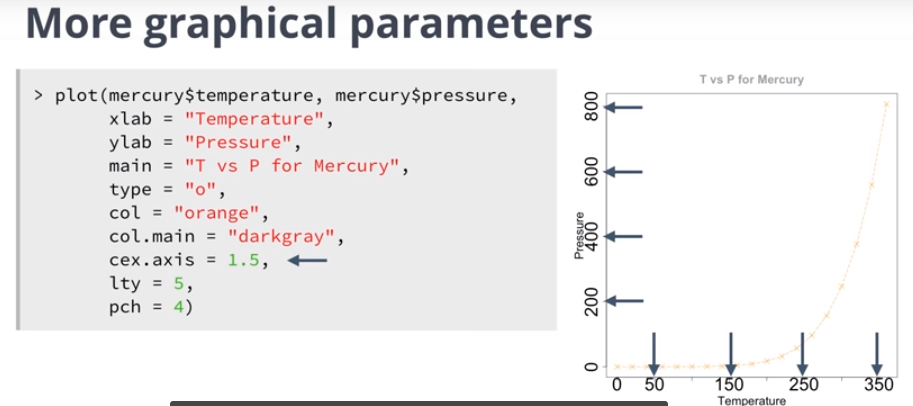 More graphical parameters
> plot(mercury$temperature, mercury$pressure,
xlab = "Temperature",
ylab = "Pressure",
main = "T vs P for Mercury",
type = "o",
col = "orange",
col.main = "darkgray",
cex.axis = 1.5,
lty = 5,
pch = 4)
T vs P for Mercury
800
600
400
200
0
Pressure
0 50 150 250 350
Temperature